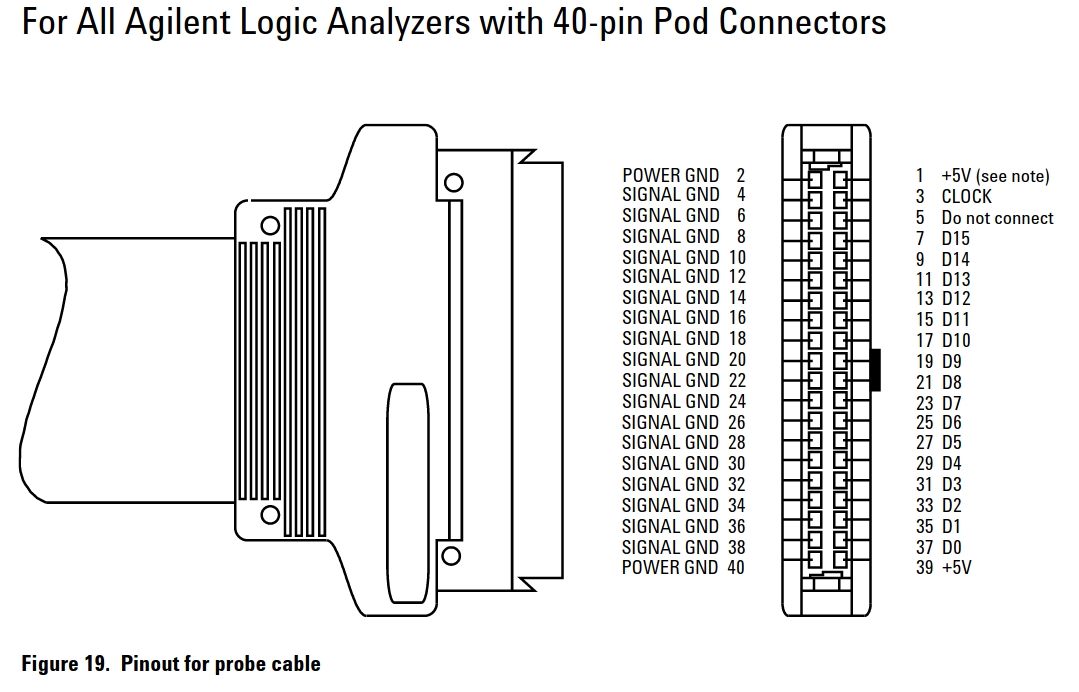 For All Agilent Logic Analyzers with 40-pin Pod Connectors
POWER GND 2 1 +5V (see note)
SIGNAL GND 4 3 CLOCK
SIGNAL GND 6 5 Do not connect
SIGNAL GND 8 7 D15
SIGNAL GND 10 9 D14
SIGNAL GND 12 11 D13
SIGNAL GND 14 13 D12
SIGNAL GND 16 15 D11
SIGNAL GND 18 17 D10
SIGNAL GND 20 19 D9
SIGNAL GND 22 21 D8
SIGNAL GND 24 23 D7
SIGNAL GND 26 25 D6
SIGNAL GND 28 27 D5
SIGNAL GND 30 29 D4
SIGNAL GND 32 31 D3
SIGNAL GND 34 33 D2
SIGNAL GND 36 35 D1
SIGNAL GND 38 37 D0
POWER GND 40 39 +5V
Figure 19. Pinout for probe cable